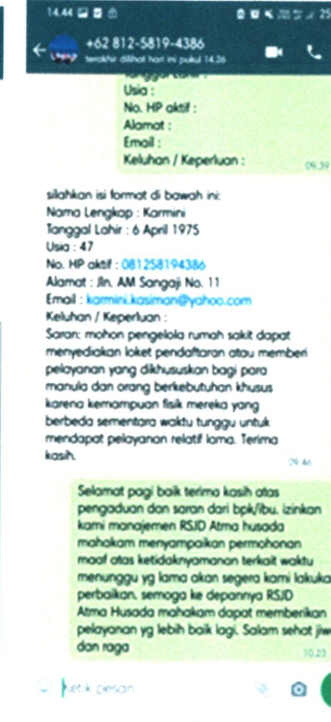 14.44
+62 812-5819-4386
terakhir dilihat hari ini pukul 14.26
Tanggal Lahir :
Usia :
No. HP aktif :
Alamat :
Email :
Keluhan / Keperluan :
09.39
silahkan isi format di bawah ini:
Nama Lengkap : Karmini
Tanggal Lahir : 6 April 1975
Usia : 47
No. HP aktif : 081258194386
Alamat : Jln. AM Sangaji No. 11
Email : karmini.kasiman@yahoo.com
Keluhan / Keperluan :
Saran: mohon pengelola rumah sakit dapat
menyediakan loket pendaftaran atau memberi
pelayanan yang dikhususkan bagi para
manula dan orang berkebutuhan khusus
karena kemampuan fisik mereka yang
berbeda sementara waktu tunggu untuk
mendapat pelayanan relatif lama. Terima
kasih.
09.46
Selamat pagi baik terima kasih atas
pengaduan dan saran dari bpk/ibu. izinkan
kami manajemen RSJD Atma husada
mahakam menyampaikan permohonan
maaf atas ketidaknyamanan terkait waktu
menunggu yg lama akan segera kami lakuka
perbaikan, semoga ke depannya RSJD
Atma Husada mahakam dapat memberikan
pelayanan yg lebih baik lagi. Salam sehat jiw
dan raga
10.23
Ketik pesan